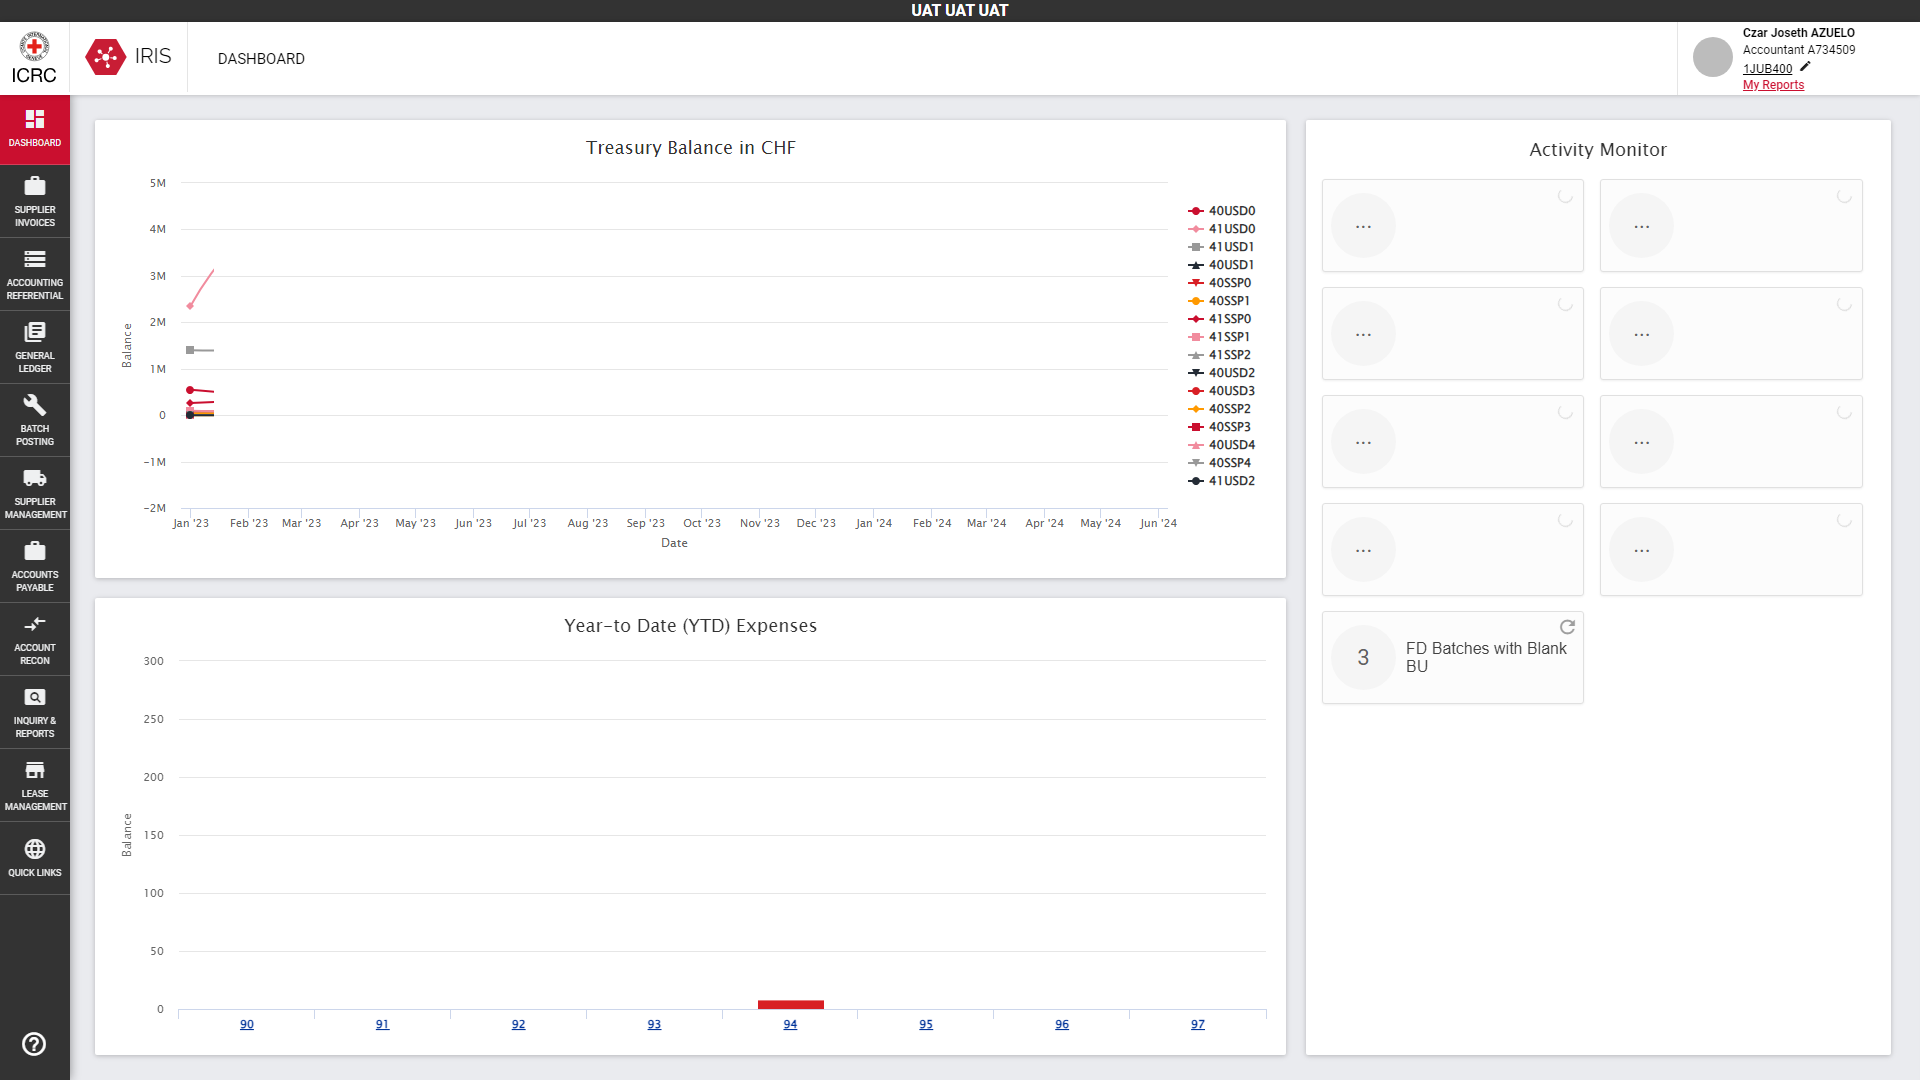 UAT UAT UAT
ICRC
IRIS
DASHBOARD
Czar Joseth AZUELO
Accountant A734509
1JUB400
My Reports
DASHBOARD
SUPPLIER
INVOICES
ACCOUNTING
REFERENTIAL
GENERAL
LEDGER
BATCH
POSTING
SUPPLIER
MANAGEMENT
ACCOUNTS
PAYABLE
ACCOUNT
RECON
INQUIRY &
REPORTS
LEASE
MANAGEMENT
QUICK LINKS
Treasury Balance in CHF
Balance
5M
4M
3M
2M
1M
0
-1M
-2M
Jan '23 Feb '23 Mar '23 Apr '23 May '23 Jun '23 Jul '23 Aug '23 Sep '23 Oct '23 Nov '23 Dec '23 Jan '24 Feb '24 Mar '24 Apr '24 May '24 Jun '24
Date
40USD0
41USD0
41USD1
40USD1
40SSP0
40SSP1
41SSP0
41SSP1
41SSP2
40USD2
40USD3
40SSP2
40SSP3
40USD4
40SSP4
41USD2
Year-to Date (YTD) Expenses
Balance
300
250
200
150
100
50
0
90 91 92 93 94 95 96 97
Activity Monitor
... ...
... ...
... ...
... ...
3
FD Batches with Blank
BU